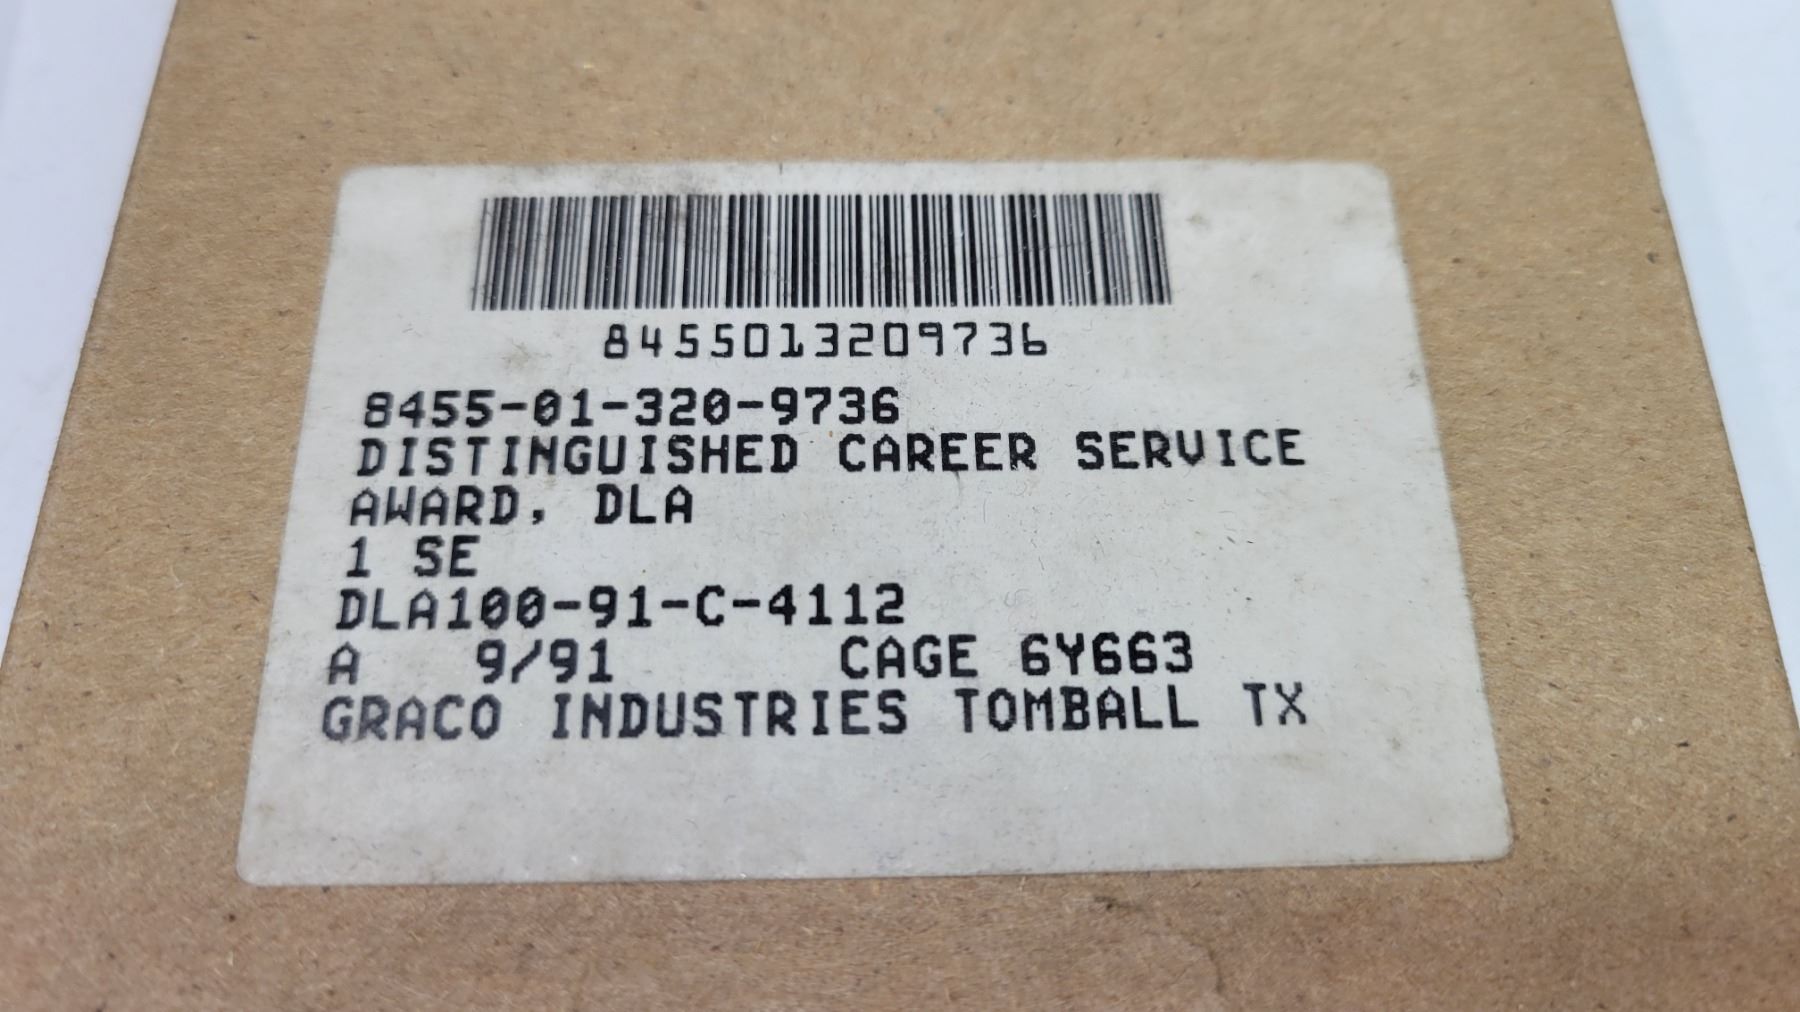 8455013209736
8455-01-320-9736
DISTINGUISHED CAREER SERVICE
AWARD, DLA
1 SE
DLA100-91-C-4112
A 9/91 CAGE 6Y663
GRACO INDUSTRIES TOMBALL TX